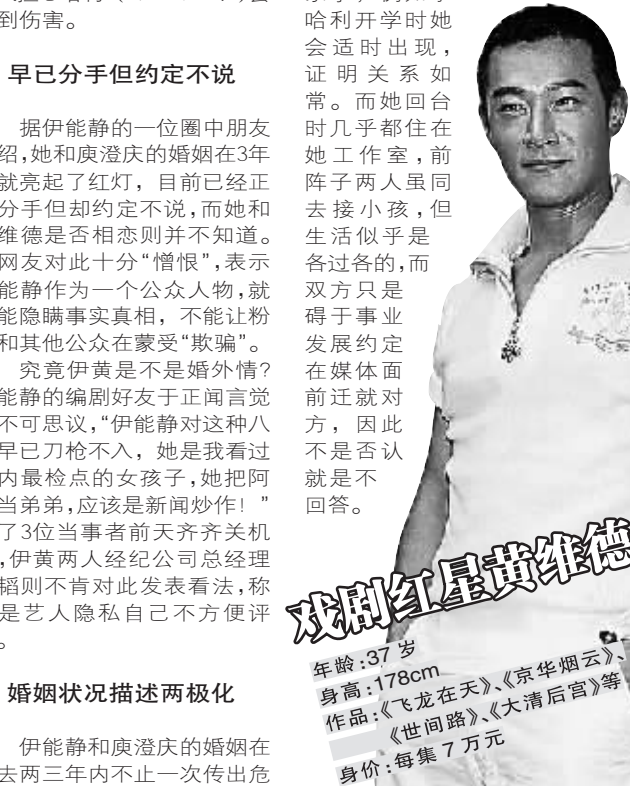 到伤害。
早已分手但约定不说
据伊能静的一位圈中朋友
绍,她和庾澄庆的婚姻在3年
就亮起了红灯，目前已经正
分手但却约定不说,而她和
维德是否相恋则并不知道。
网友对此十分“憎恨”,表示
能静作为一个公众人物,就
能隐瞒事实真相，不能让粉
和其他公众在蒙受“欺骗”。
究竟伊黄是不是婚外情?
能静的编剧好友于正闻言觉
不可思议,“伊能静对这种八
早已刀枪不入，她是我看过
内最检点的女孩子,她把阿
当弟弟,应该是新闻炒作！”
了3位当事者前天齐齐关机
,伊黄两人经纪公司总经理
韬则不肯对此发表看法,称
是艺人隐私自己不方便评
。
婚姻状况描述两极化
伊能静和庾澄庆的婚姻在
去两三年内不止一次传出危
哈利开学时她
会适时出现，
证明关系如
常。而她回台
时几乎都住在
她工作室,前
阵子两人虽同
去接小孩,但
生活似乎是
各过各的,而
双方只是
碍于事业
发展约定
在媒体面
前迁就对
方，因此
不是否认
就是不
回答。
戏剧红星黄维德
年龄:37岁
身高:178cm
作品:《飞龙在天》、《京华烟云》、
《世间路》、《大清后宫》等
身价:每集7万元